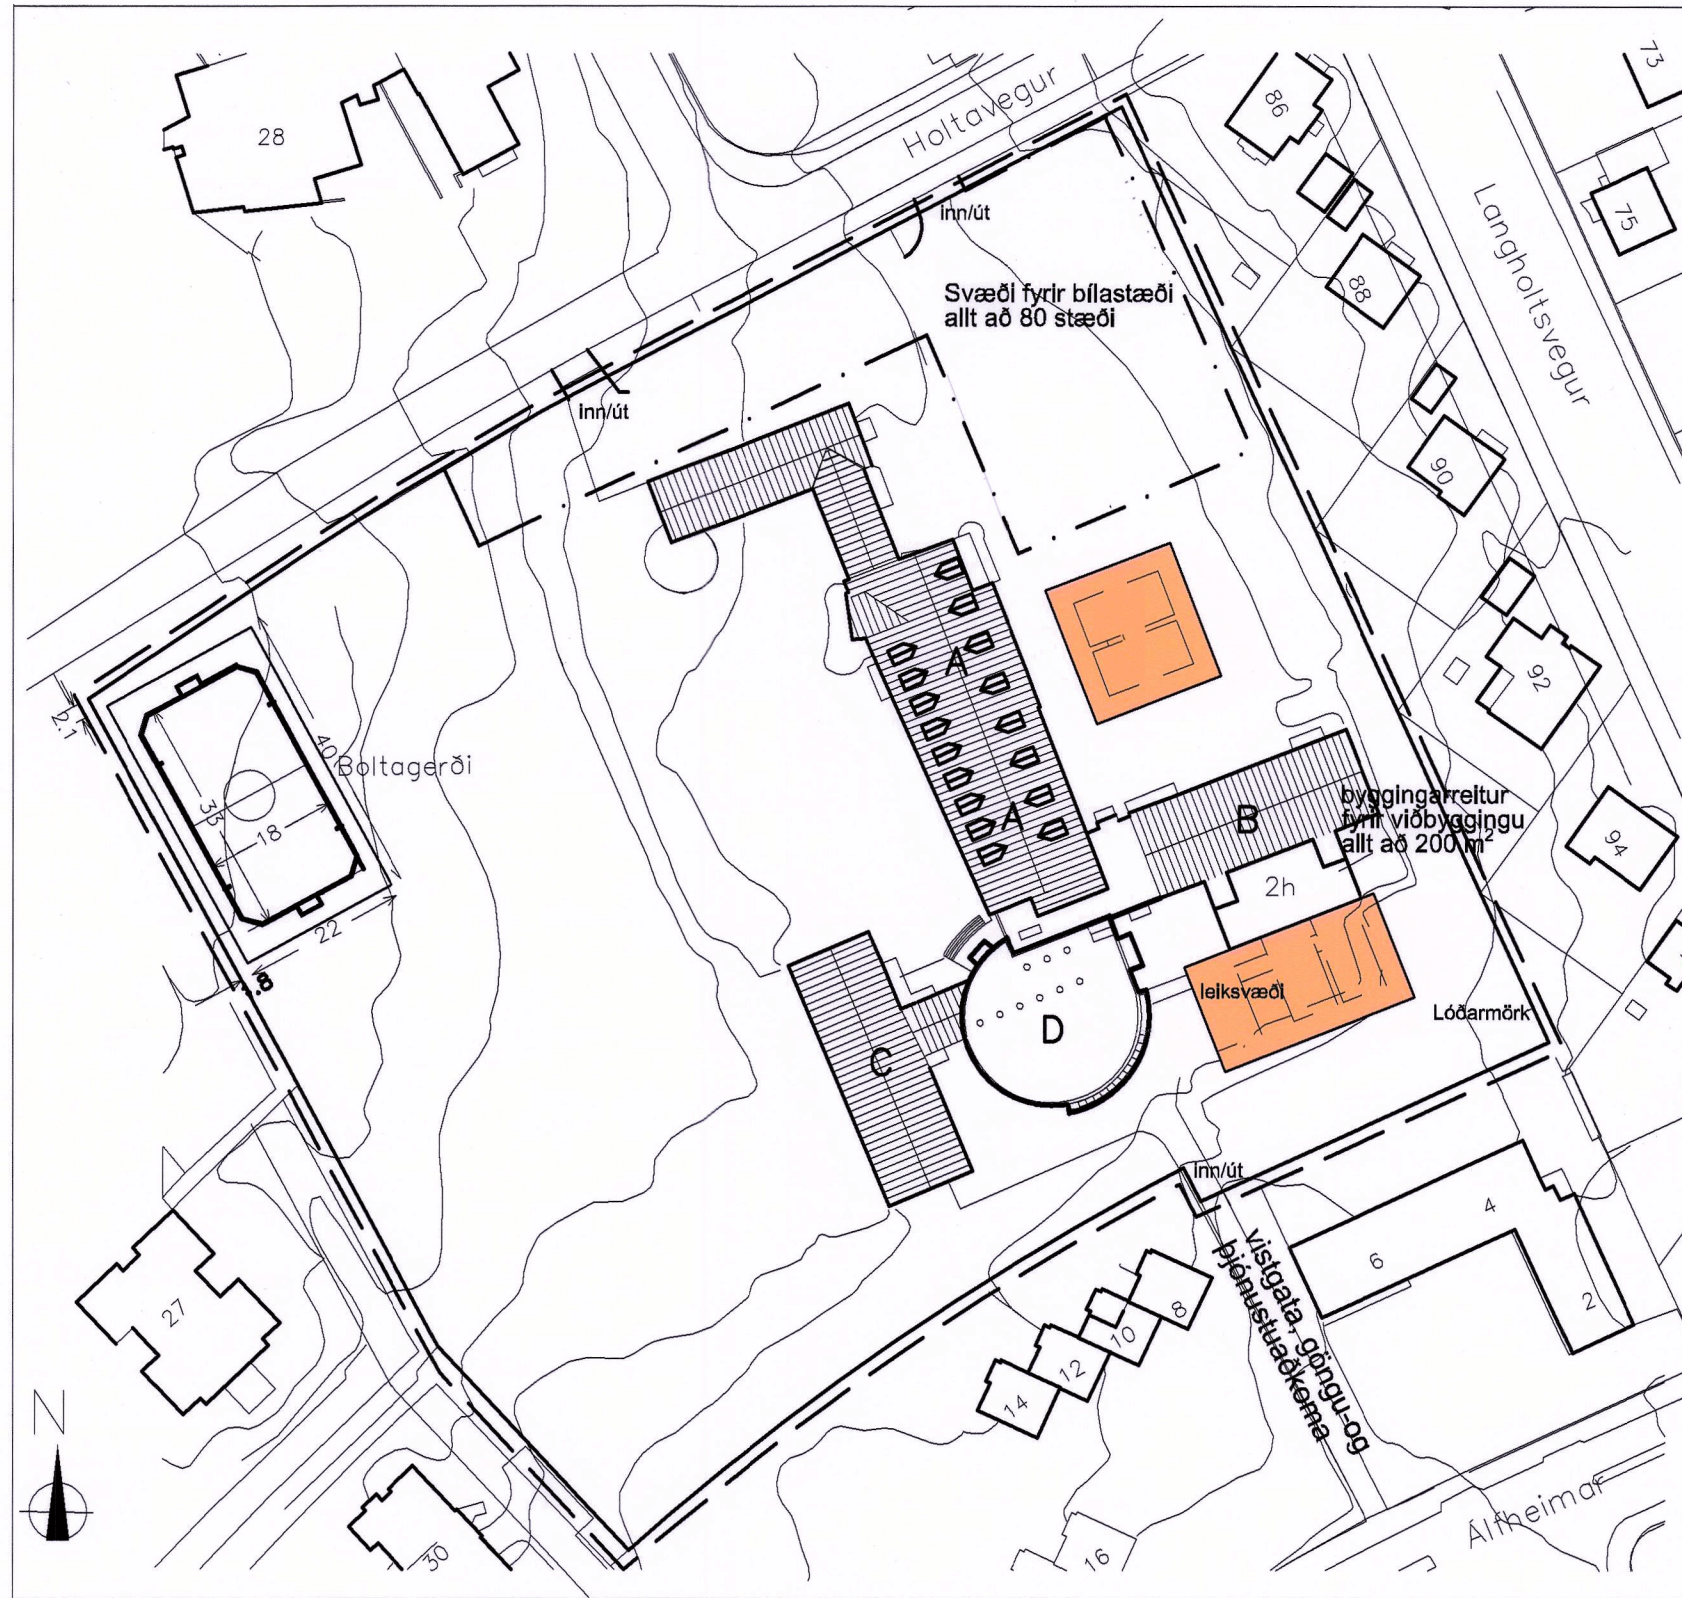 28
Holtavegur
86
73
75
Langholtsvegur
inn/út
88
Svæði fyrir bílastæði
allt að 80 stæði
inn/út
90
92
2.1
40
Boltagerði
33
18
A
A
B
byggingarreitur
fyrir viðbyggingu
allt að 200 m²
94
2h
22
leiksvæði
Lóðarmörk
D
C
inn/út
4
6
2
vistgata, göngu-og
þjónustuaðkoma
8
10
12
14
27
N
30
16
Álfheimar